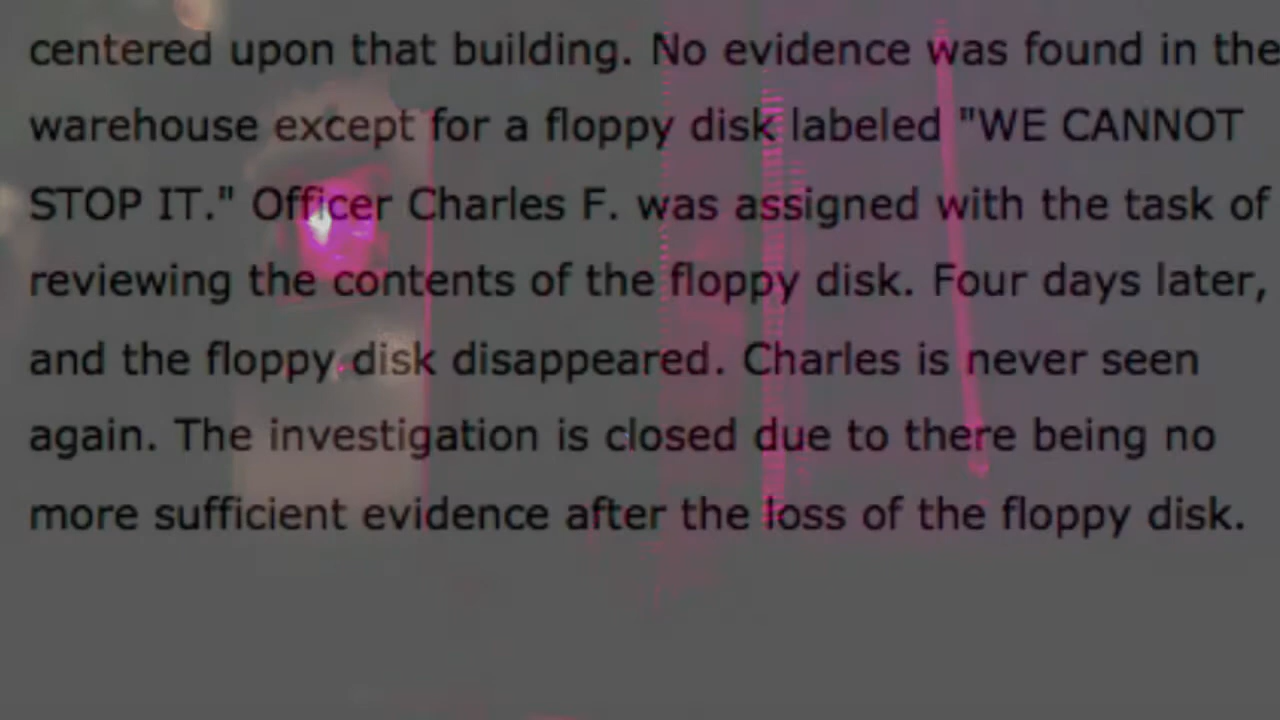 centered upon that building. No evidence was found in the
warehouse except for a floppy disk labeled "WE CANNOT
STOP IT." Officer Charles F. was assigned with the task of
reviewing the contents of the floppy disk. Four days later,
and the floppy disk disappeared. Charles is never seen
again. The investigation is closed due to there being no
more sufficient evidence after the loss of the floppy disk.